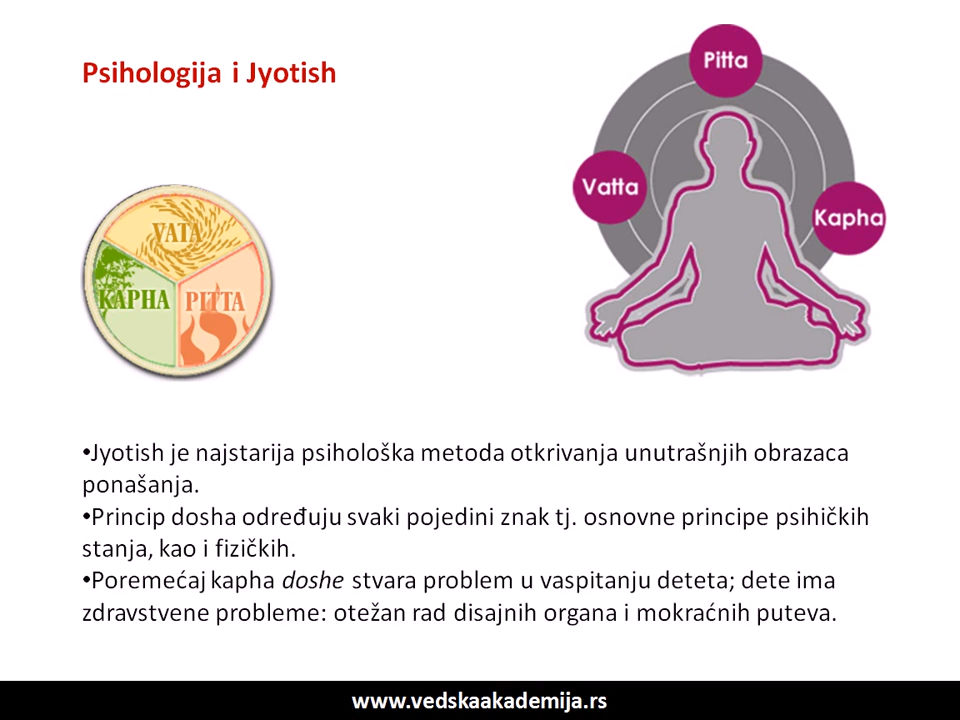 Psihologija i Jyotish
Pitta
Vatta
Kapha
VATA
KAPHA
PITTA
•Jyotish je najstarija psihološka metoda otkrivanja unutrašnjih obrazaca
ponašanja.
•Princip dosha određuju svaki pojedini znak tj. osnovne principe psihičkih
stanja, kao i fizičkih.
•Poremećaj kapha doshe stvara problem u vaspitanju deteta; dete ima
zdravstvene probleme: otežan rad disajnih organa i mokraćnih puteva.
www.vedskaakademija.rs